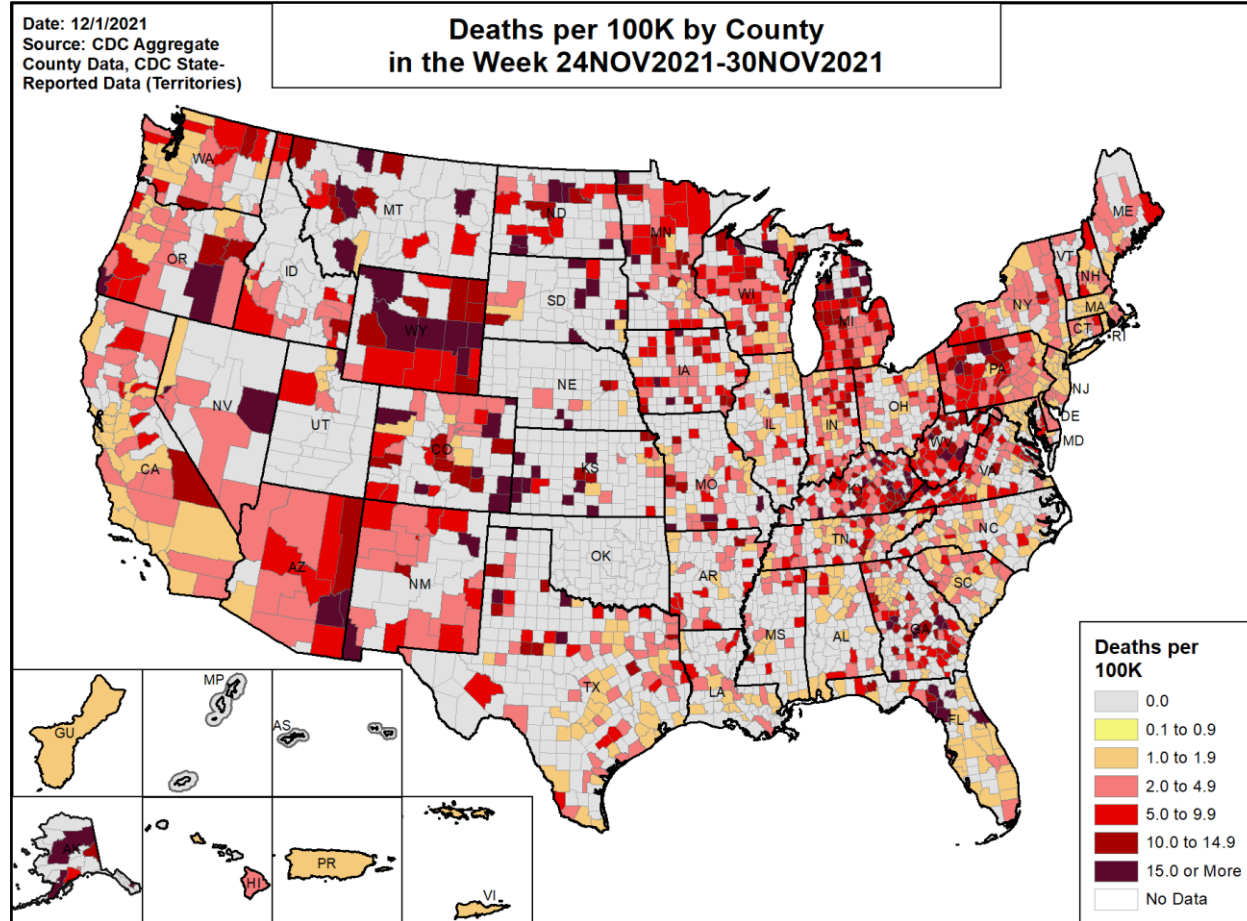 Date: 12/1/2021
Source: CDC Aggregate
County Data, CDC State-
Reported Data (Territories)
Deaths per 100K by County
in the Week 24NOV2021-30NOV2021
WA
MT
ND
MN
ME
OR
ID
SD
WI
MI
VT
NH
NY
MA
CT
RI
WY
IA
PA
NJ
NE
NV
UT
IL
IN
OH
DE
MD
WV
VA
CA
CO
KS
MO
KY
NC
TN
AZ
NM
OK
AR
SC
MS
AL
GA
TX
LA
FL
GU
MP
AS
AK
HI
PR
VI
Deaths per
100K
0.0
0.1 to 0.9
1.0 to 1.9
2.0 to 4.9
5.0 to 9.9
10.0 to 14.9
15.0 or More
No Data